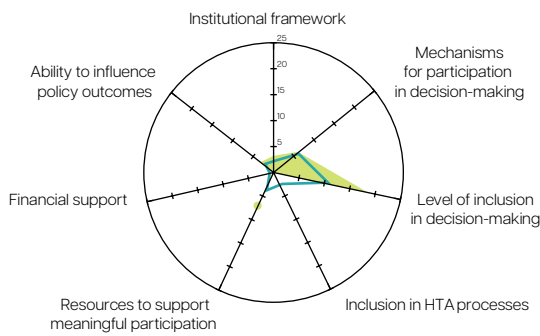 Institutional framework
25
20
15
10
5
Mechanisms
for participation
in decision-making
Level of inclusion
in decision-making
Inclusion in HTA processes
Resources to support
meaningful participation
Financial support
Ability to influence
policy outcomes